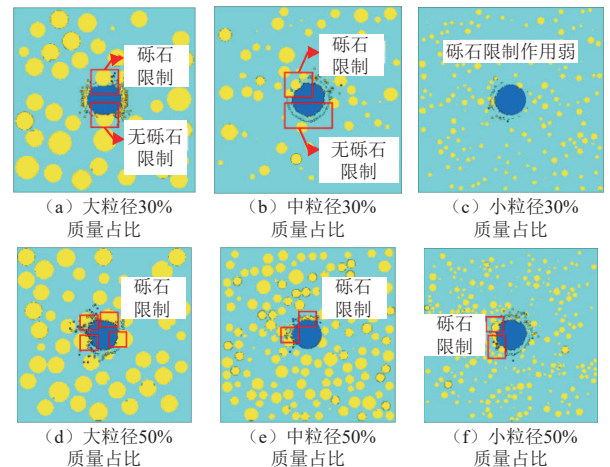 砾石
限制
无砾石
限制
(a)大粒径30%
质量占比
砾石
限制
无砾石
限制
(b)中粒径30%
质量占比
砾石限制作用弱
(c)小粒径30%
质量占比
砾石
限制
(d)大粒径50%
质量占比
砾石
限制
(e)中粒径50%
质量占比
砾石
限制
(f)小粒径50%
质量占比